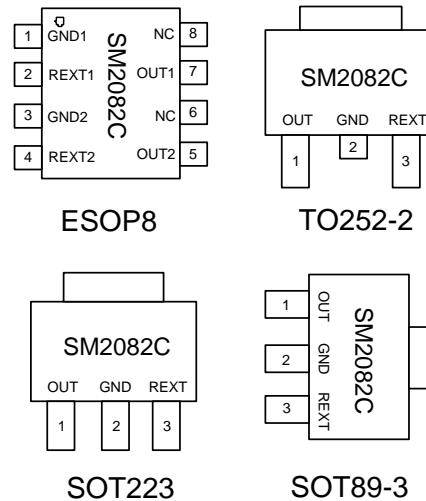 1 GND1 NC 8
2 REXT1 OUT1 7
3 GND2 NC 6
4 REXT2 OUT2 5
SM2082C
ESOP8
SM2082C
OUT GND REXT
1 2 3
TO252-2
SM2082C
OUT GND REXT
1 2 3
SOT223
1 OUT
2 GND
3 REXT
SM2082C
SOT89-3